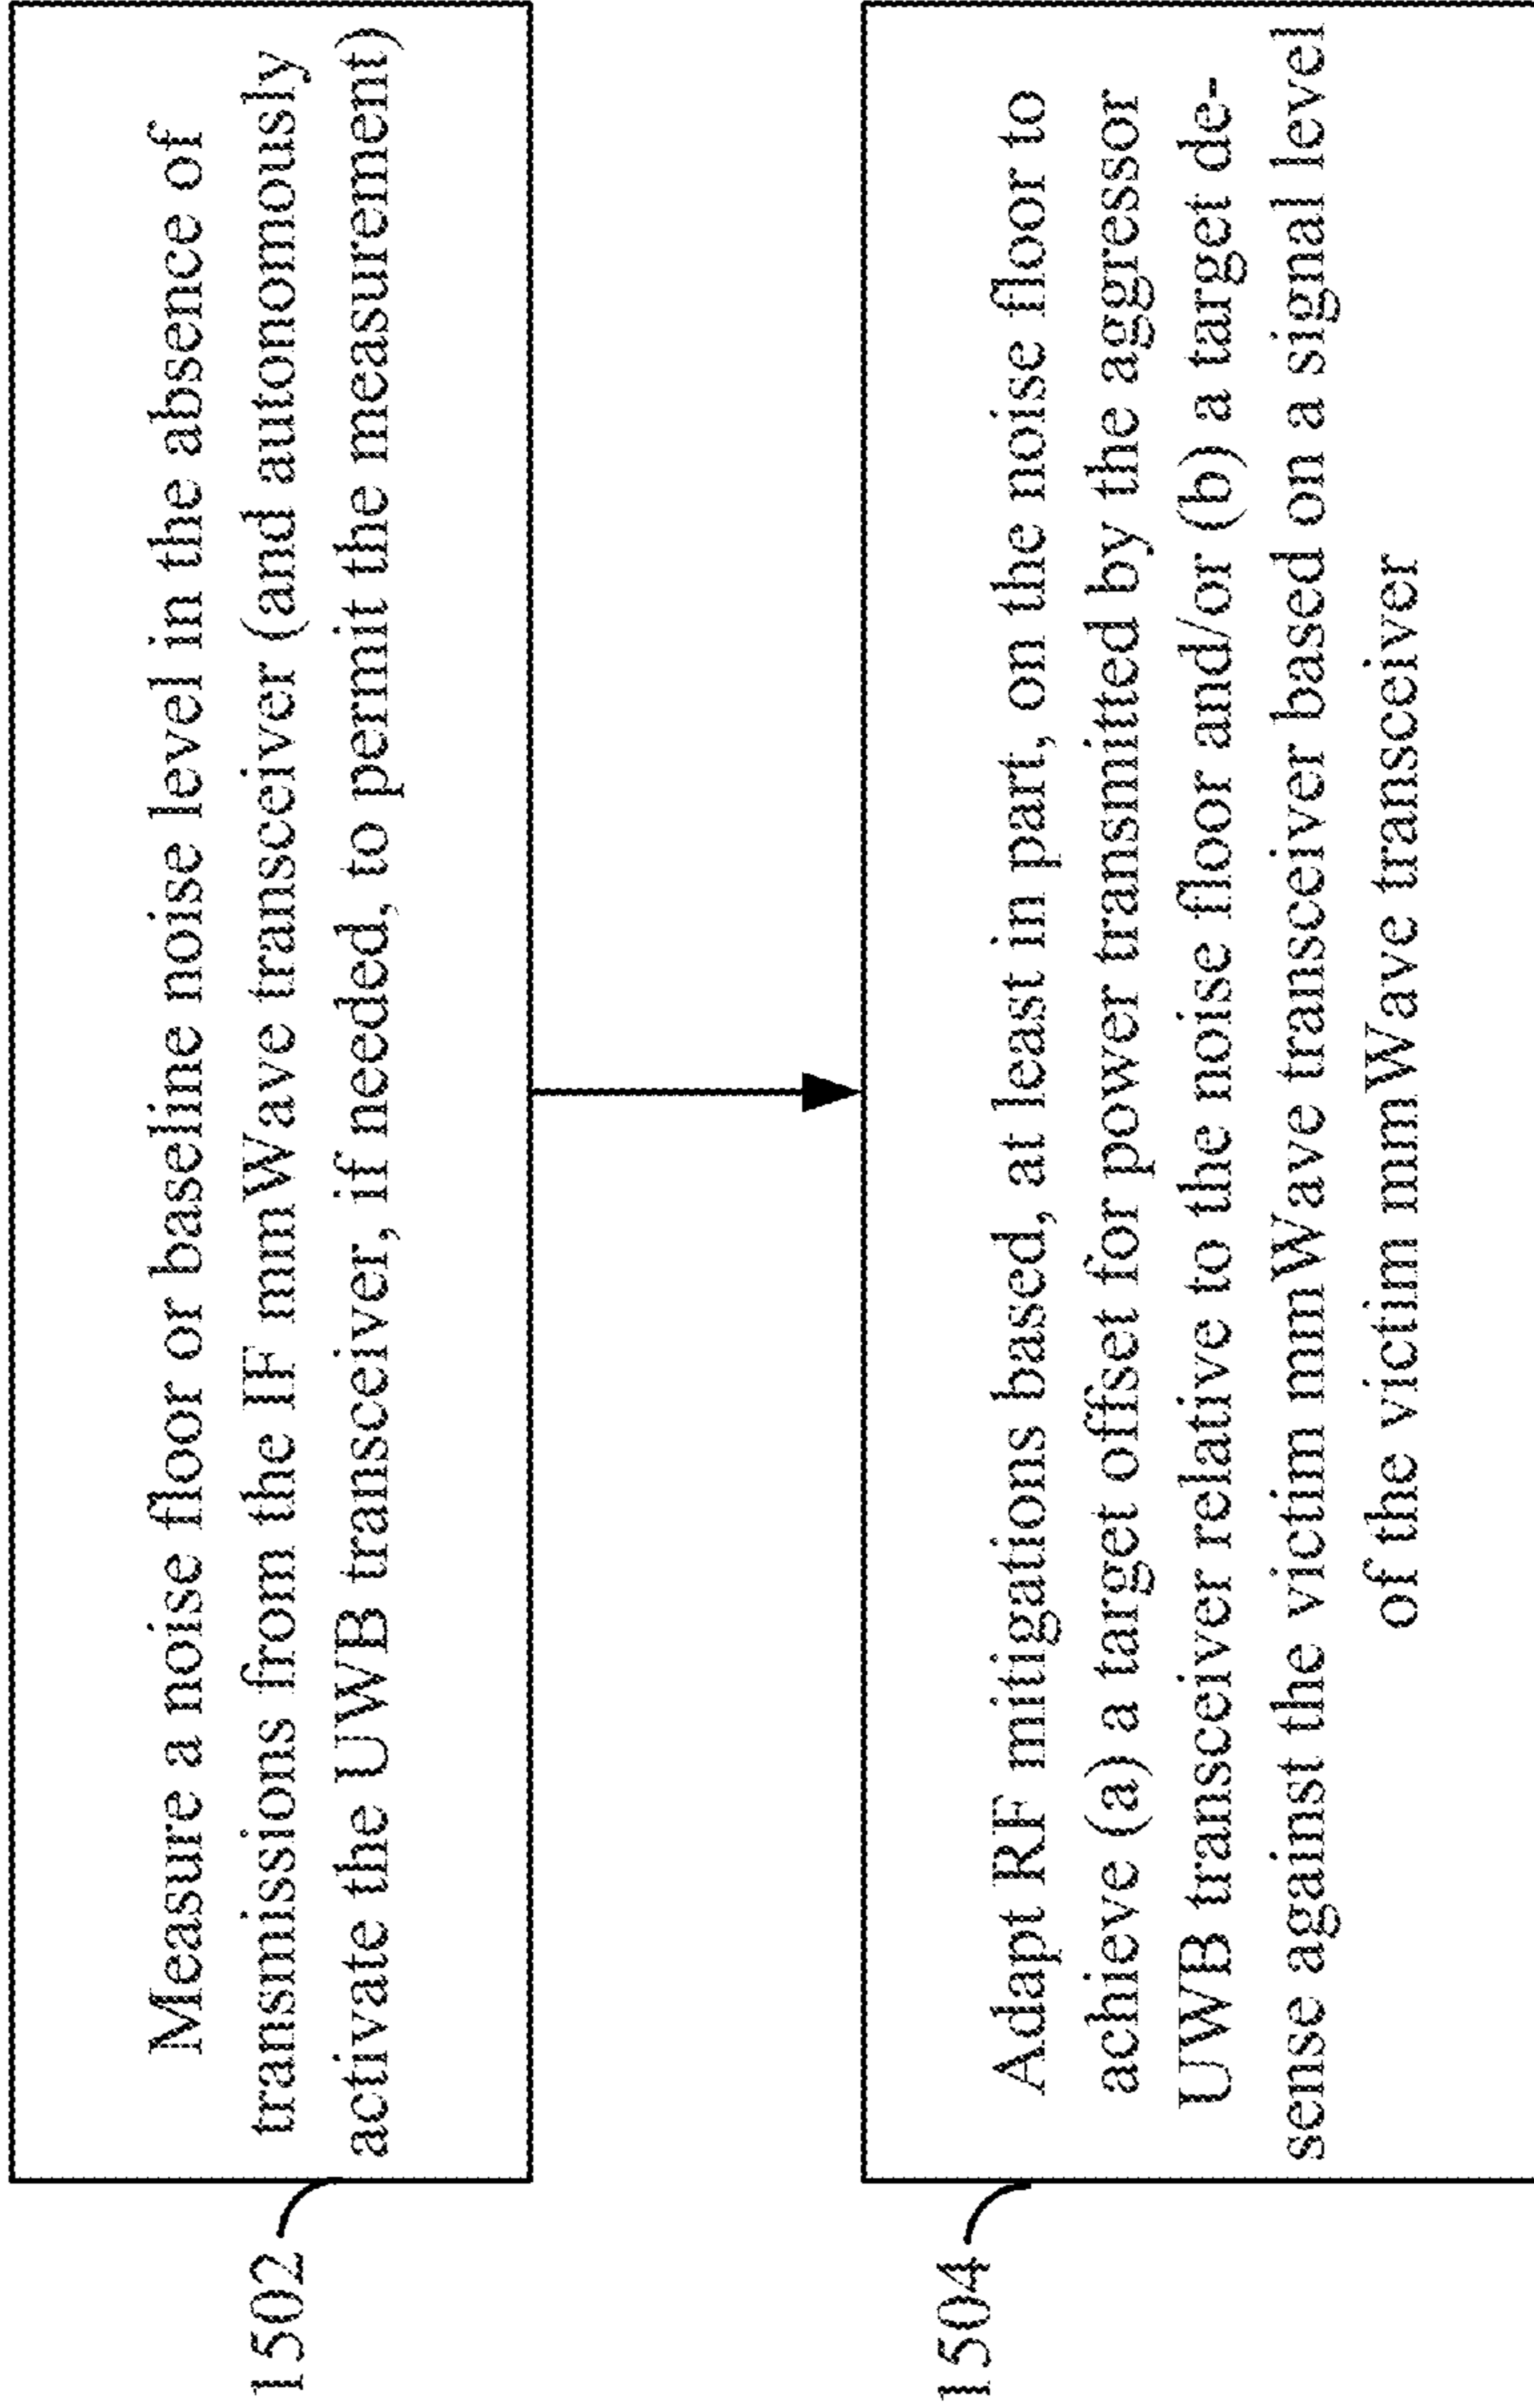 1502
Measure a noise floor or baseline noise level in the absence of
transmissions from the IF mmWave transceiver (and autonomously
activate the UWB transceiver, if needed, to permit the measurement)
1504
Adapt RF mitigations based, at least in part, on the noise floor to
achieve (a) a target offset for power transmitted by the aggressor
UWB transceiver relative to the noise floor and/or (b) a target de-
sense against the victim mmWave transceiver based on a signal level
of the victim mmWave transceiver